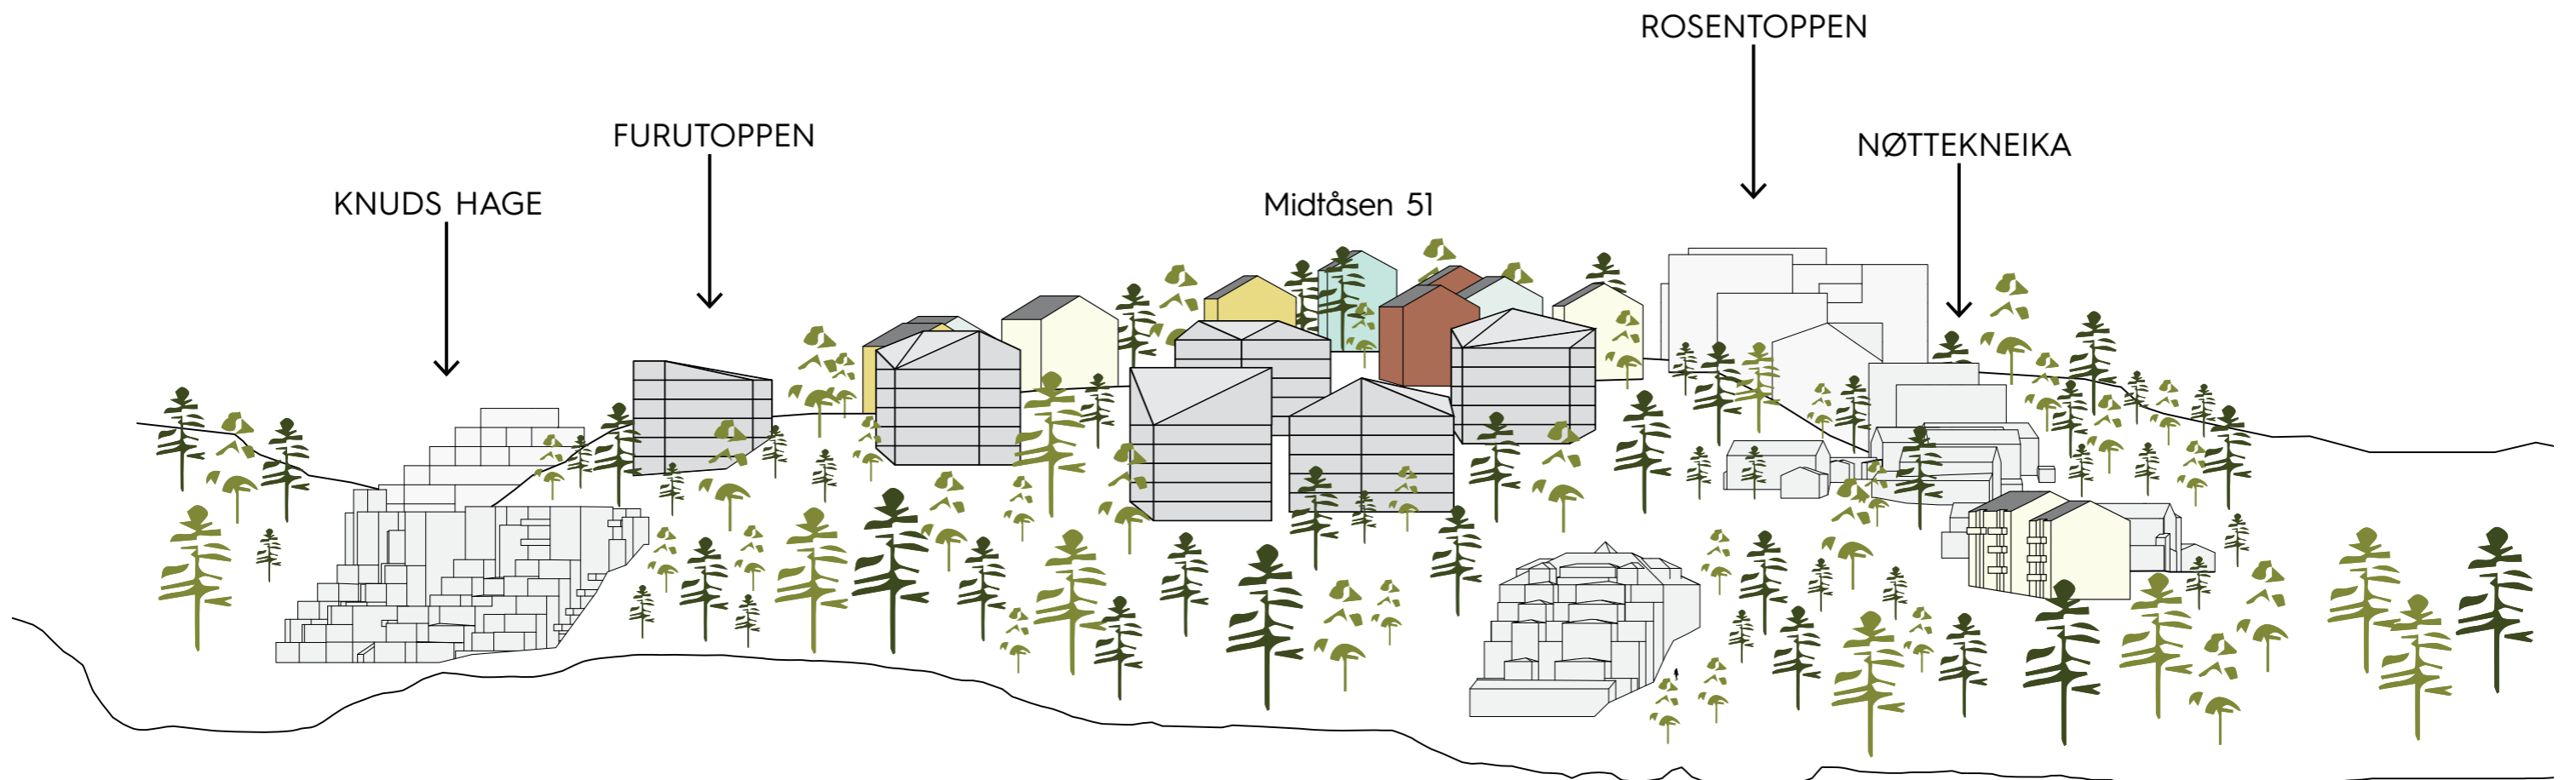 ROSENTOPPEN
FURUTOPPEN
NØTTEKNEIKA
KNUDS HAGE
Midtåsen 51